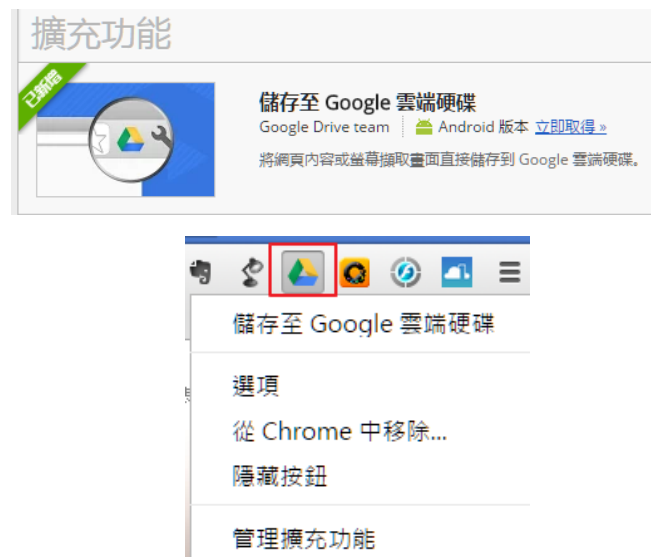 擴充功能
已新增
儲存至 Google 雲端硬碟
Google Drive team Android 版本 立即取得 »
將網頁內容或螢幕擷取畫面直接儲存到 Google 雲端硬碟。
儲存至 Google 雲端硬碟
選項
從 Chrome 中移除...
隱藏按鈕
管理擴充功能